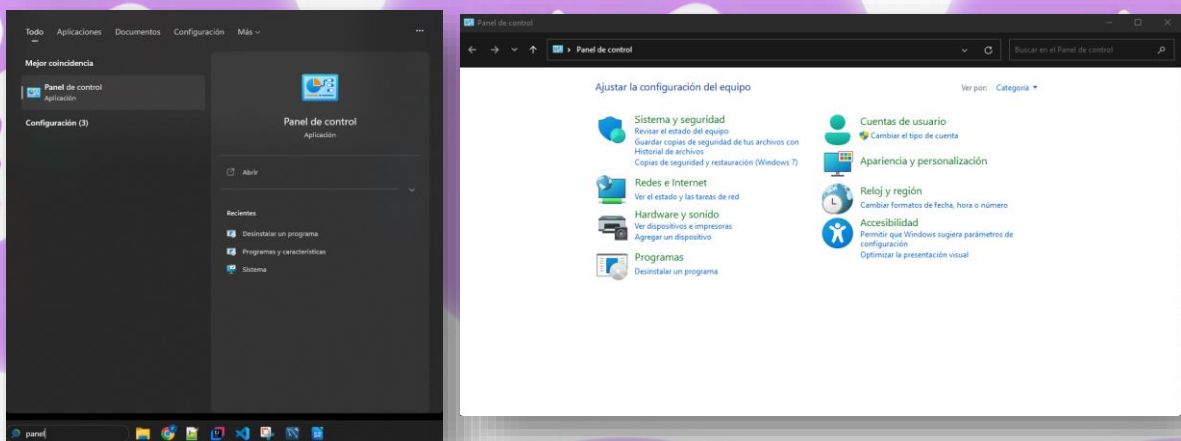 Todo Aplicaciones Documentos Configuración Más
Mejor coincidencia
Panel de control
Aplicación
Configuración (3)
Panel de control
Aplicación
Abrir
Recientes
Desinstalar un programa
Programas y características
Sistema
panel
Panel de control
Panel de control
Buscar en el Panel de control
Ajustar la configuración del equipo
Ver por: Categoría
Sistema y seguridad
Revisar el estado del equipo
Guardar copias de seguridad de tus archivos con
Historial de archivos
Copias de seguridad y restauración (Windows 7)
Redes e Internet
Ver el estado y las tareas de red
Hardware y sonido
Ver dispositivos e impresoras
Agregar un dispositivo
Programas
Desinstalar un programa
Cuentas de usuario
Cambiar el tipo de cuenta
Apariencia y personalización
Reloj y región
Cambiar formatos de fecha, hora o número
Accesibilidad
Permitir que Windows sugiera parámetros de
configuración
Optimizar la presentación visual